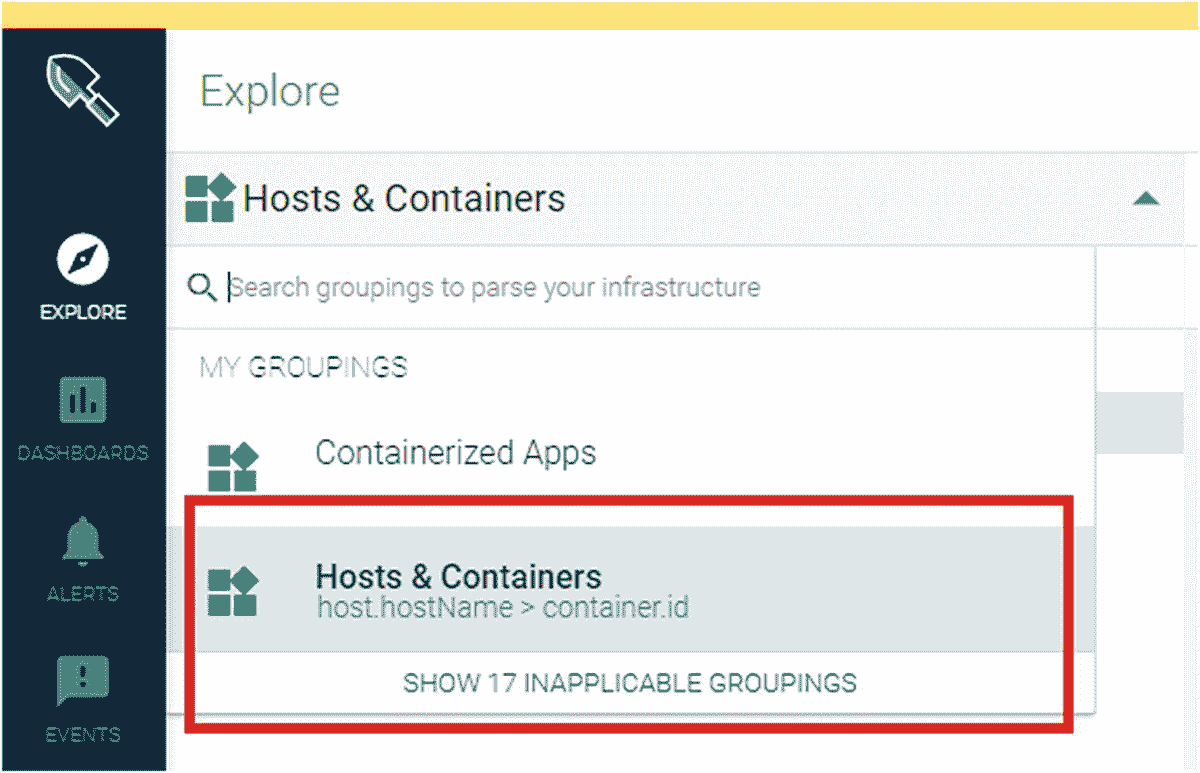 Explore
Hosts & Containers
EXPLORE
Search groupings to parse your infrastructure
MY GROUPINGS
DASHBOARDS
Containerized Apps
ALERTS
Hosts & Containers
host.hostName > container.id
SHOW 17 INAPPLICABLE GROUPINGS
EVENTS